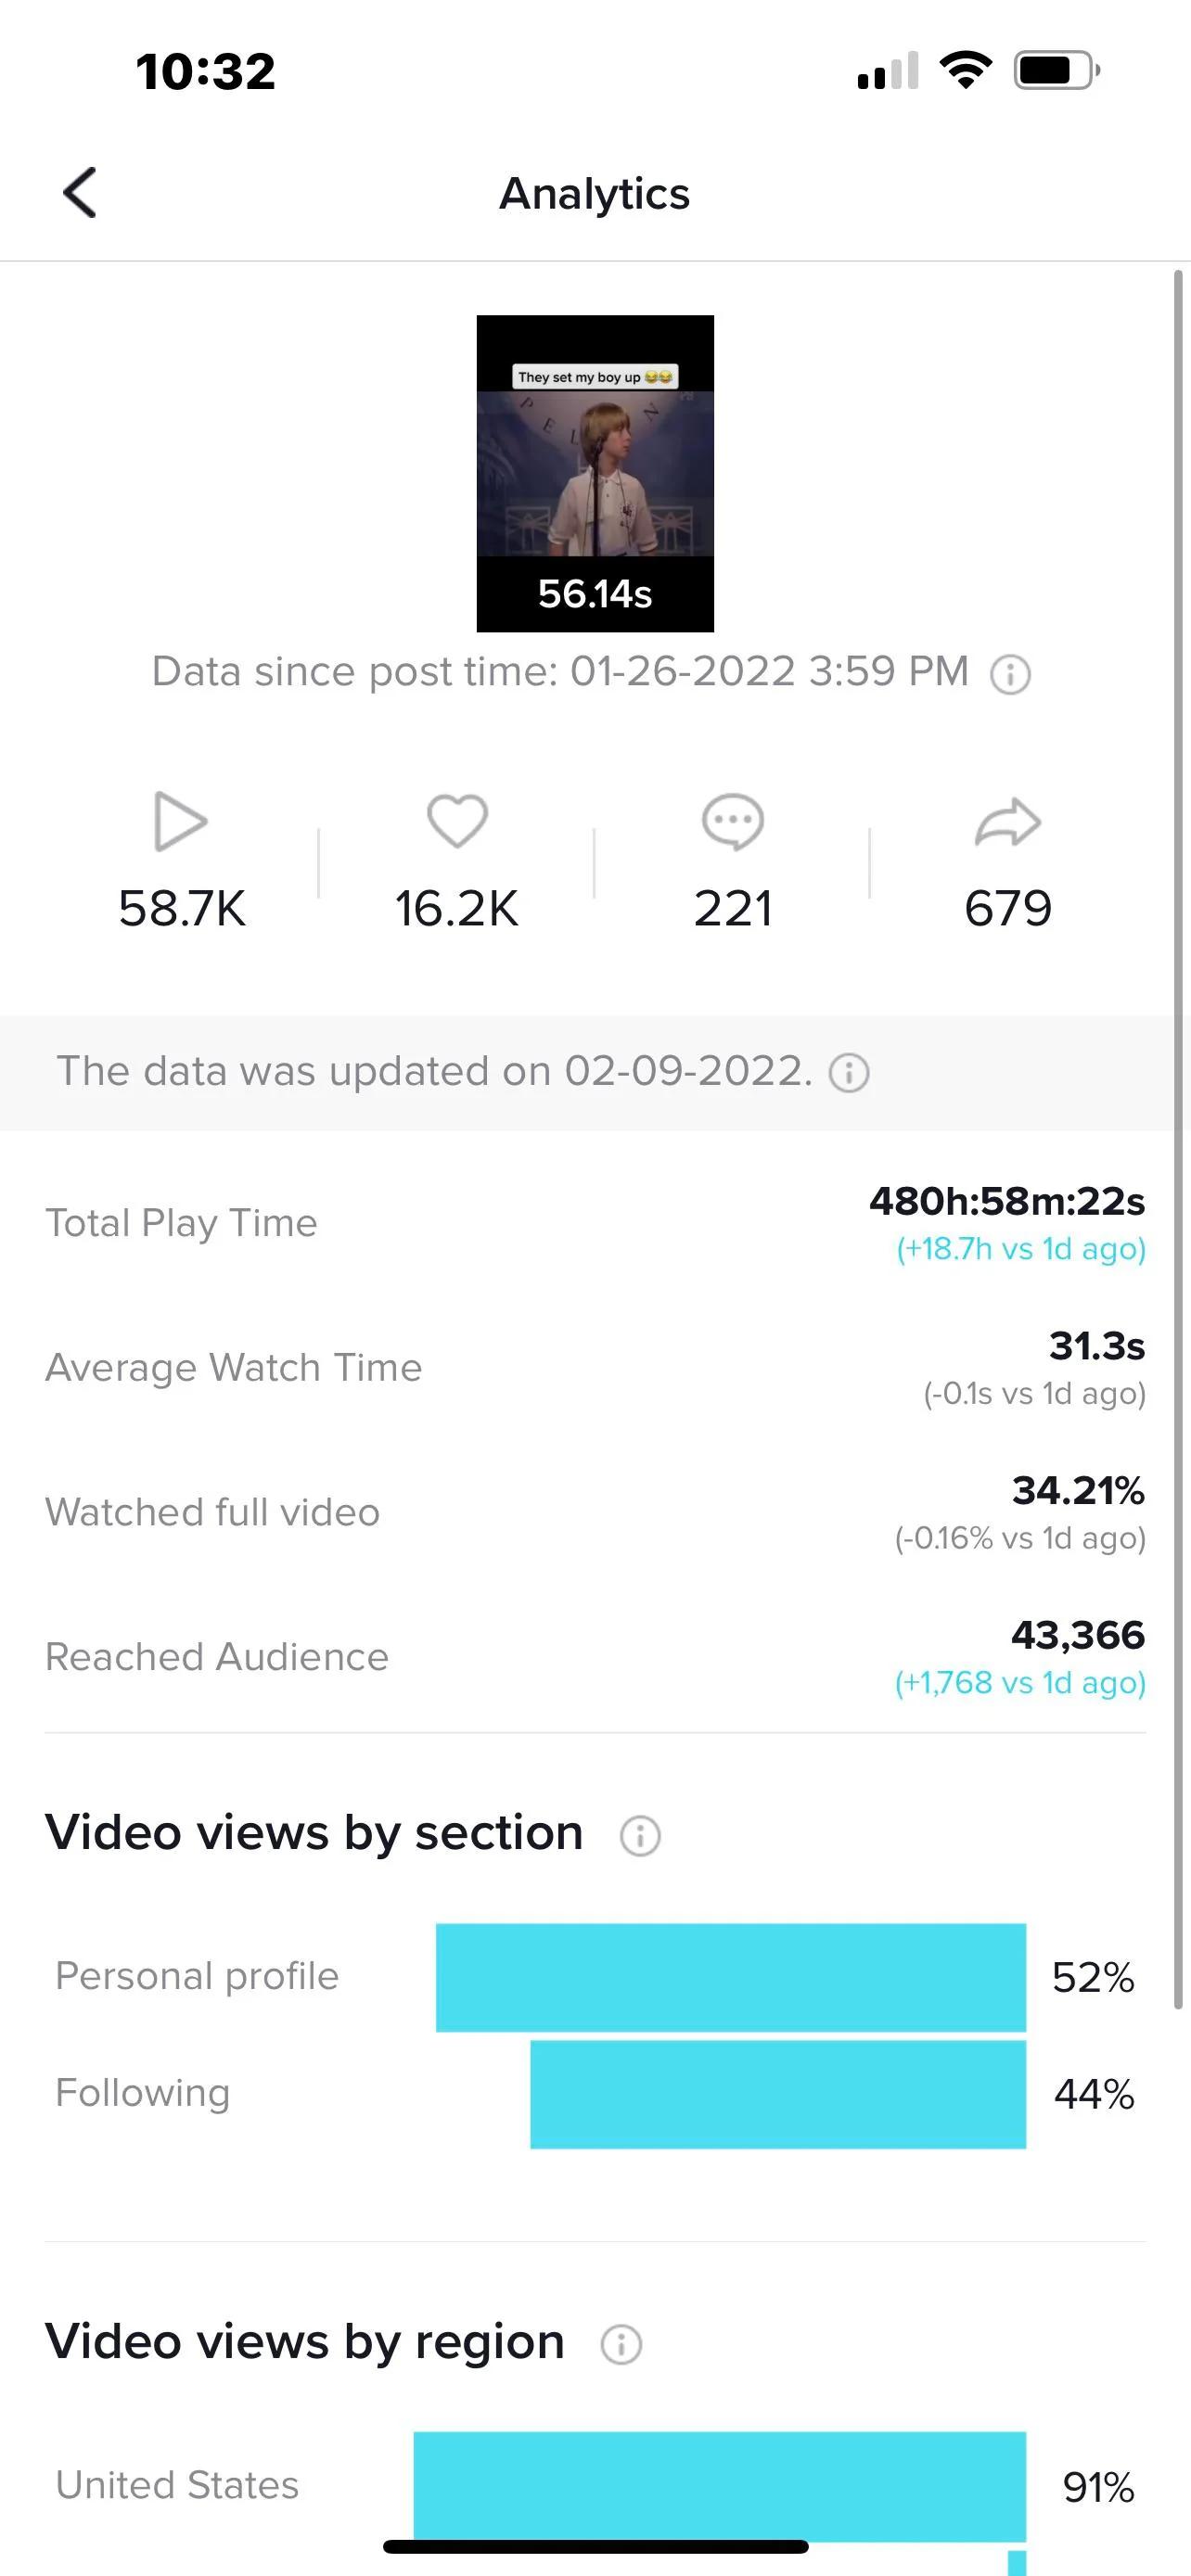 10:32
Analytics
They set my boy up 😂😂
P E L N
56.14s
Data since post time: 01-26-2022 3:59 PM
58.7K 16.2K 221 679
The data was updated on 02-09-2022.
Total Play Time 480h:58m:22s
(+18.7h vs 1d ago)
Average Watch Time 31.3s
(-0.1s vs 1d ago)
Watched full video 34.21%
(-0.16% vs 1d ago)
Reached Audience 43,366
(+1,768 vs 1d ago)
Video views by section
Personal profile 52%
Following 44%
Video views by region
United States 91%